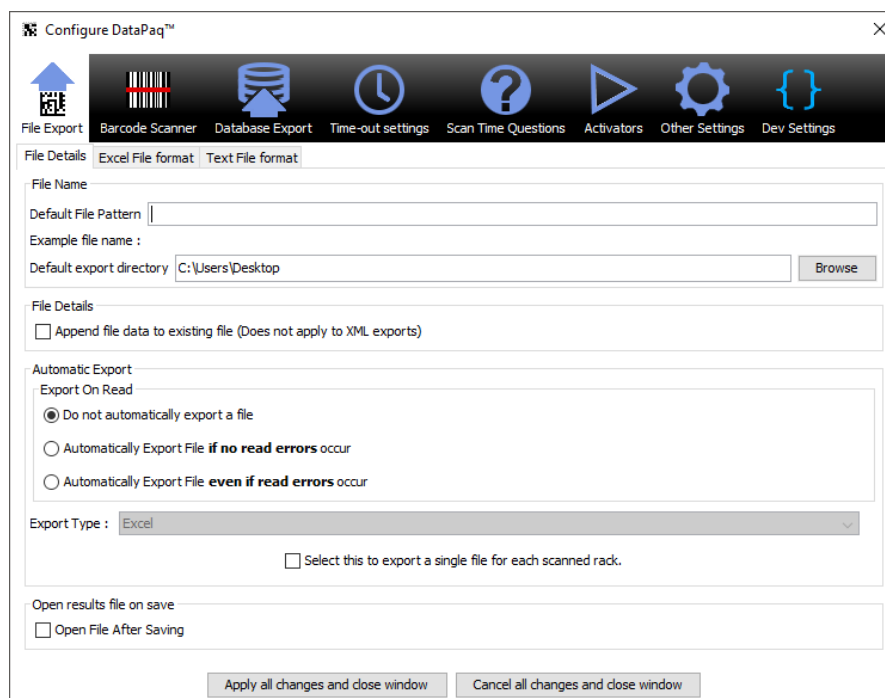 Configure DataPaq™
File Export Barcode Scanner Database Export Time-out settings Scan Time Questions Activators Other Settings Dev Settings
File Details Excel File format Text File format
File Name
Default File Pattern
Example file name :
Default export directory C:\Users\Desktop Browse
File Details
Append file data to existing file (Does not apply to XML exports)
Automatic Export
Export On Read
Do not automatically export a file
Automatically Export File if no read errors occur
Automatically Export File even if read errors occur
Export Type : Excel
Select this to export a single file for each scanned rack.
Open results file on save
Open File After Saving
Apply all changes and close window Cancel all changes and close window